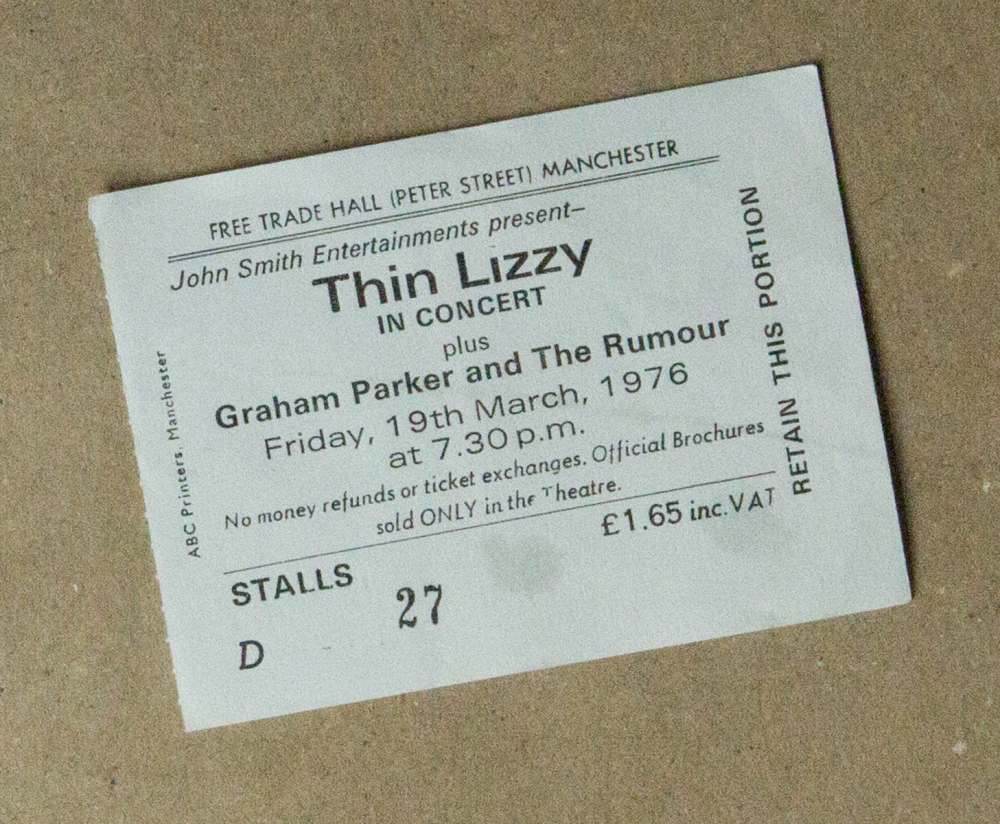 FREE TRADE HALL (PETER STREET) MANCHESTER
John Smith Entertainments present–
Thin Lizzy
IN CONCERT
plus
Graham Parker and The Rumour
Friday, 19th March, 1976
at 7.30 p.m.
No money refunds or ticket exchanges. Official Brochures
sold ONLY in the Theatre.
£1.65 inc. VAT
STALLS
D 27
ABC Printers. Manchester
RETAIN THIS PORTION